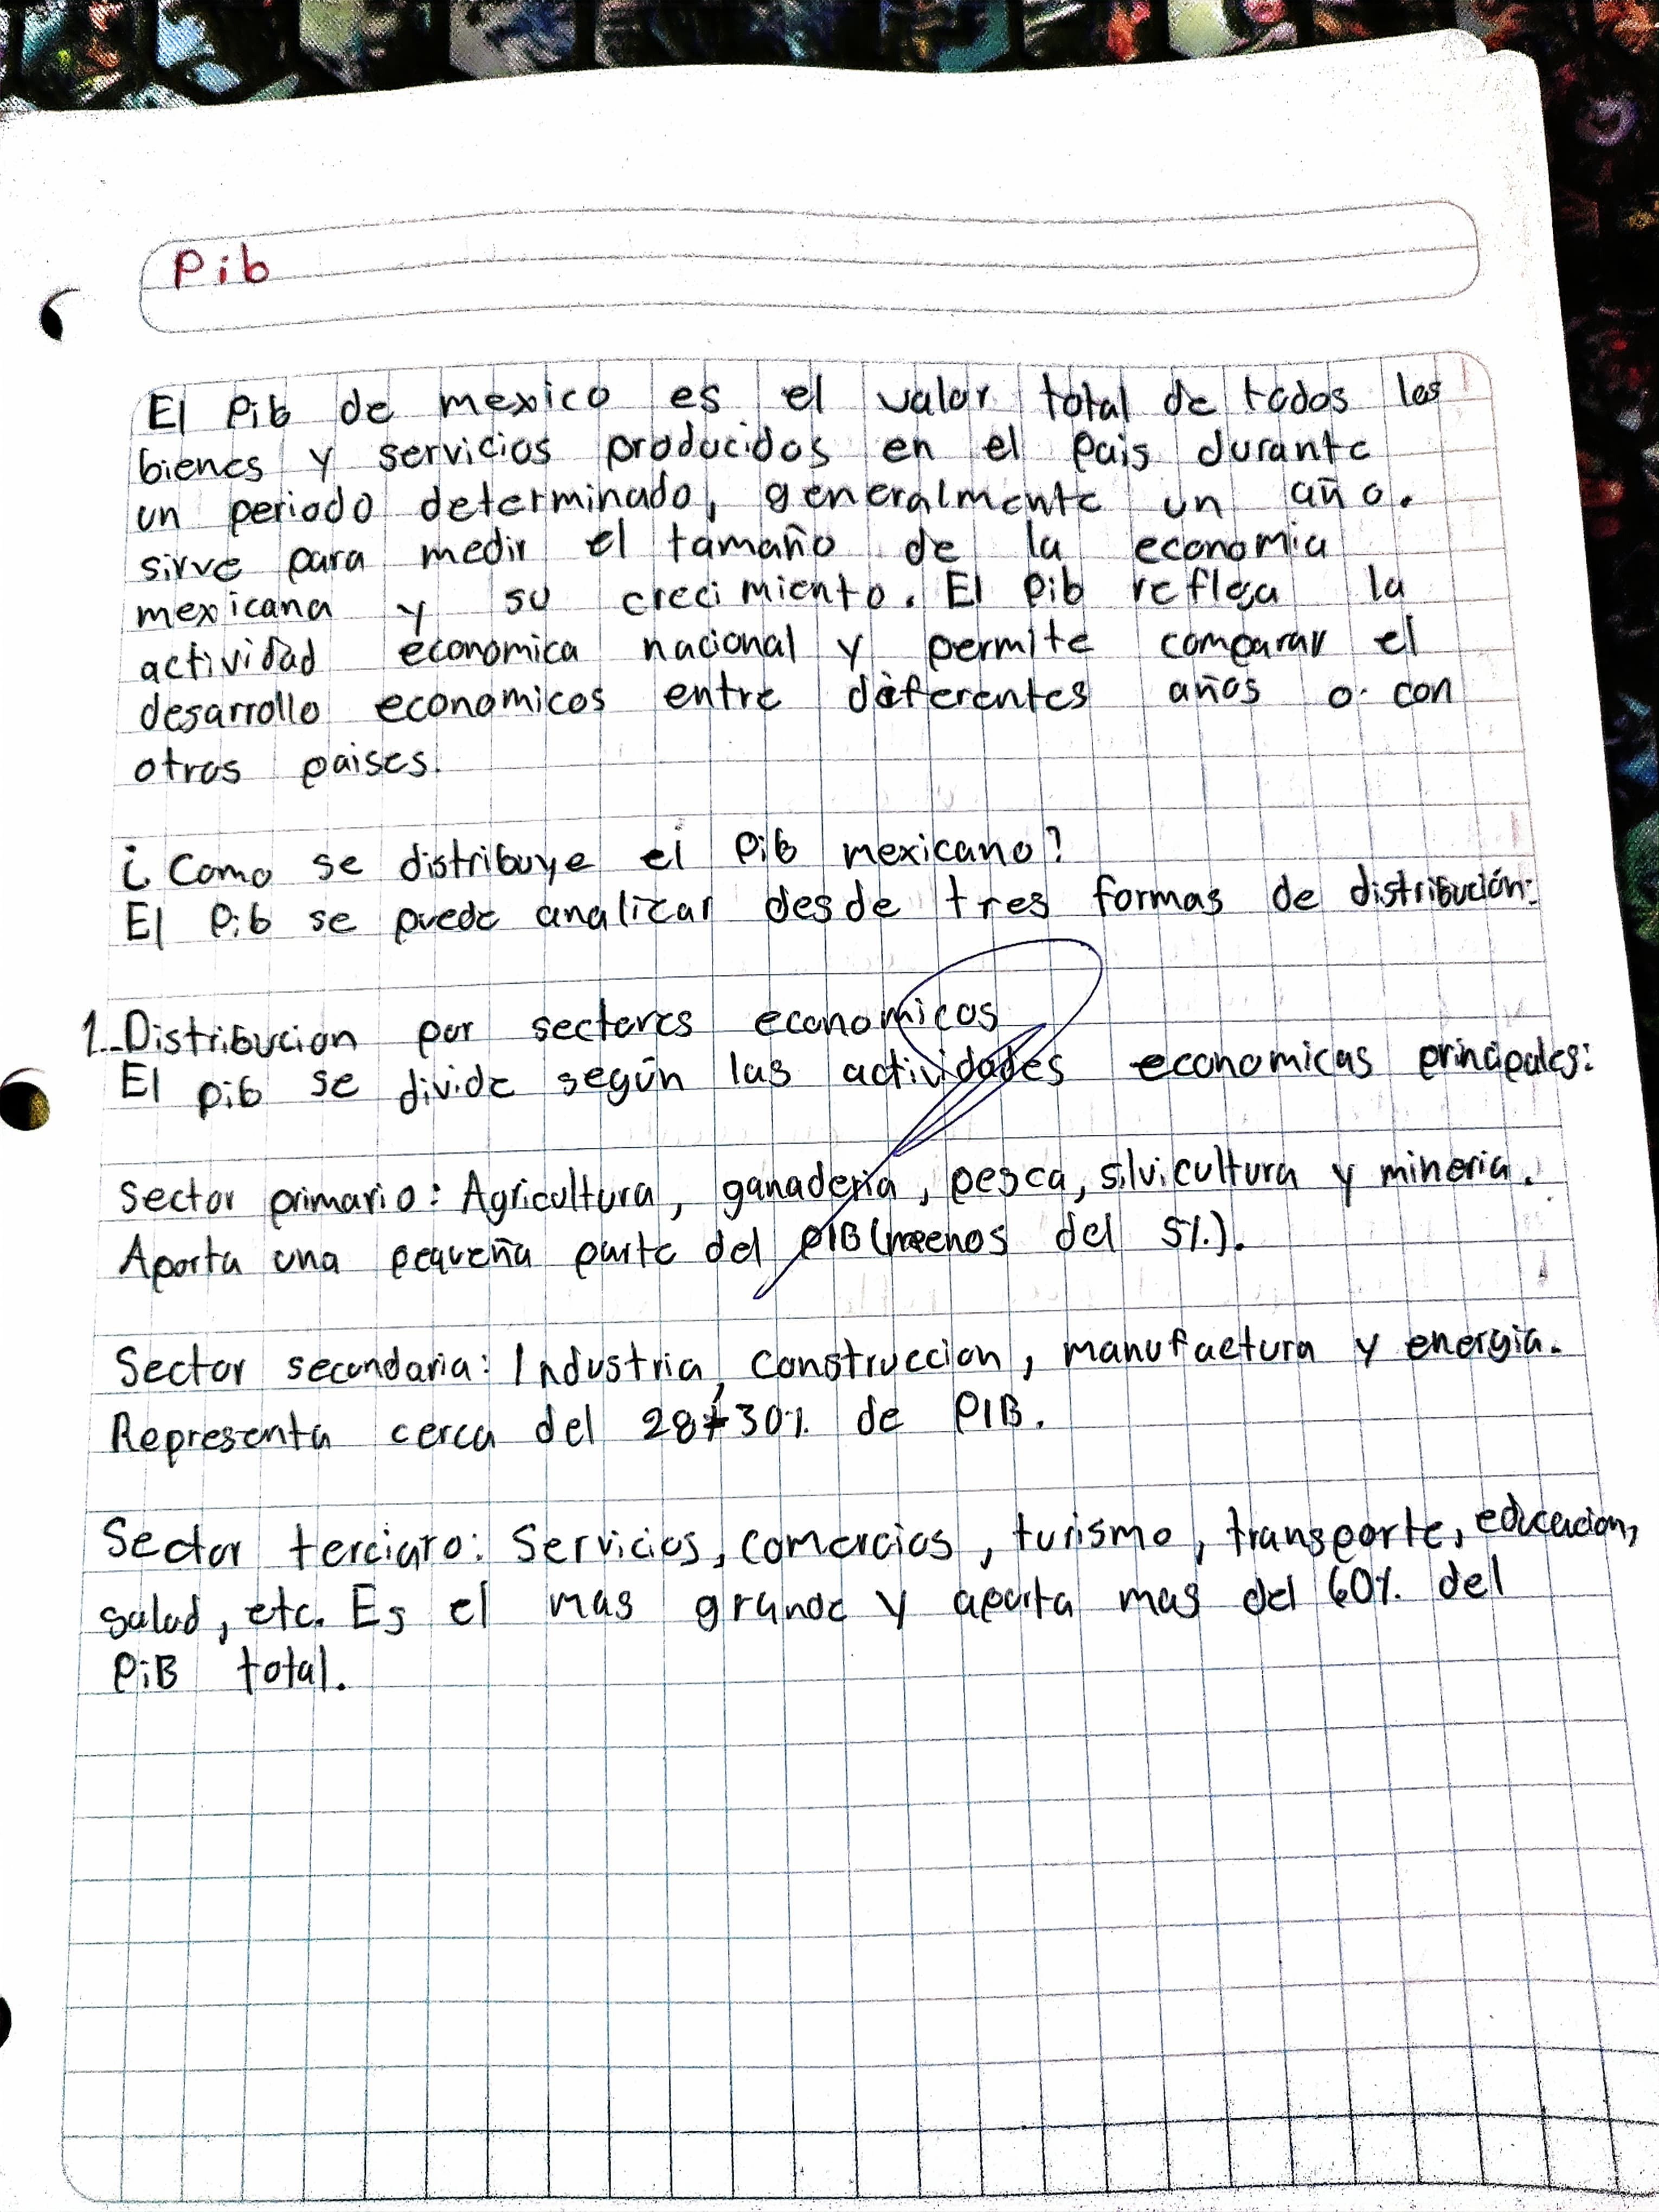 Pib
El Pib de mexico es el valor total de todos los
bienes y servicios producidos en el pais durante
un periodo determinado, generalmente un año.
sirve para medir el tamaño de la economia
mexicana y su crecimiento. El pib refleja la
actividad economica nacional y permite comparar el
desarrollo economicos entre diferentes años o con
otros paises.
¿Como se distribuye el Pib mexicano?
El Pib se puede analizar desde tres formas de distribución:
1.-Distribucion por sectores economicos
El pib se divide según las actividades economicas principales:
Sector primario: Agricultura, ganaderia, pesca, silvicultura y mineria.
Aporta una pequeña parte del PIB (meenos del 5%).
Sector secundaria: Industria, construccion, manufactura y energia.
Representa cerca del 28+30% de PIB.
Sector terciaro: Servicios, comercios, turismo, transporte, educacion,
salud, etc. Es el mas grande y aporta mas del 60% del
PiB total.